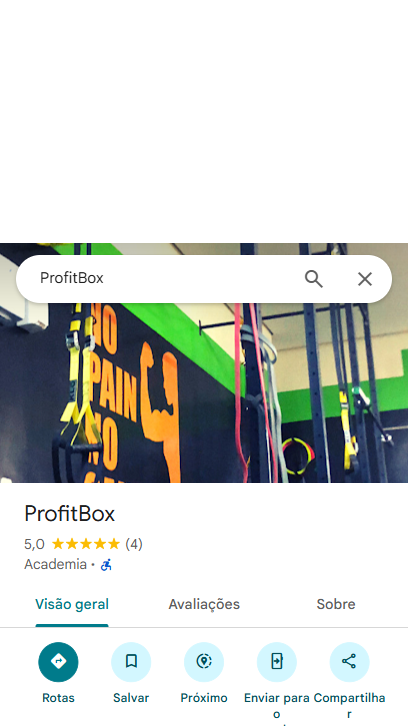 ProfitBox
NO
PAIN
NO
ProfitBox
5,0 (4)
Academia •
Visão geral Avaliações Sobre
Rotas Salvar Próximo Enviar para o Compartilhar